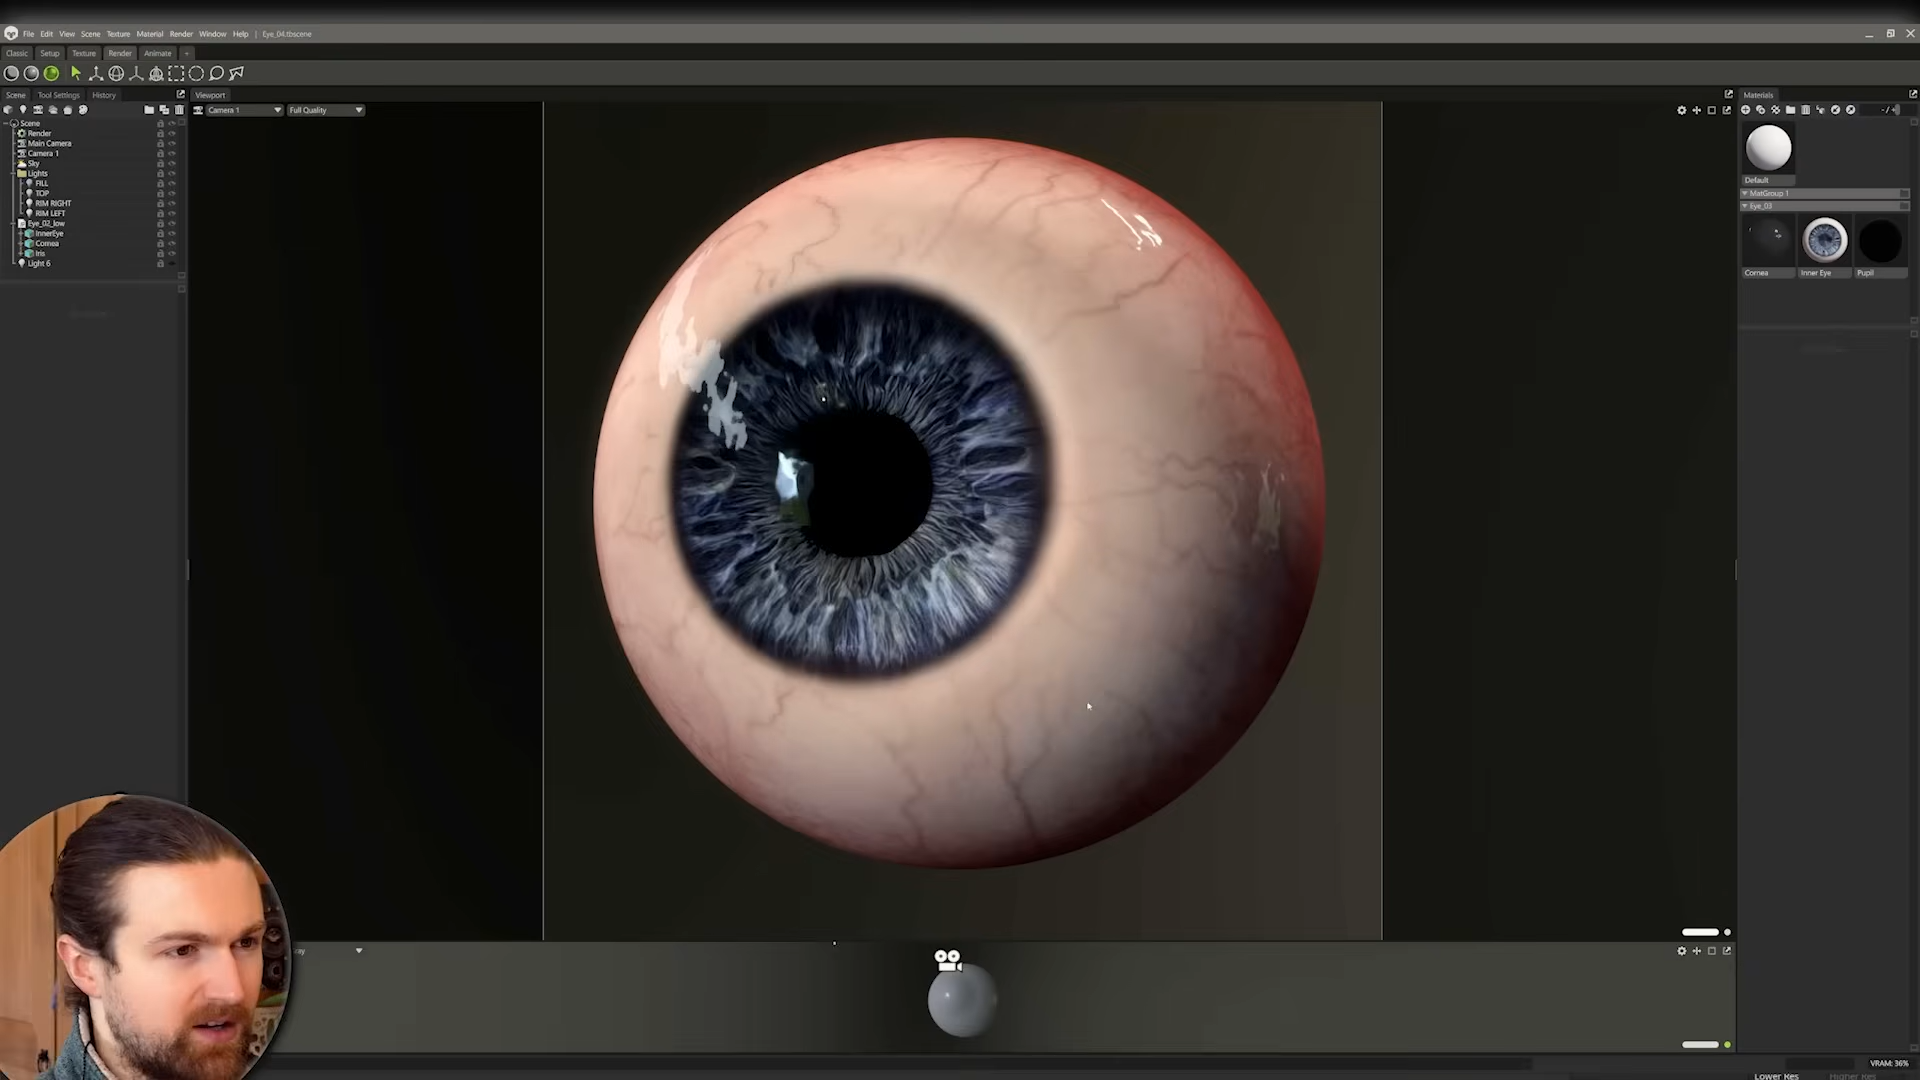 File Edit View Scene Texture Material Render Window Help | Eye_04.tbscene
Classic Setup Texture Render Animate +
Scene Tool Settings History
Viewport
Materials
Camera 1 Full Quality
Scene
Render
Main Camera
Camera 1
Sky
Lights
FILL
TOP
RIM RIGHT
RIM LEFT
Eye_02_low
InnerEye
Cornea
Iris
Light 6
Default
MatGroup 1
Eye_03
Cornea Inner Eye Pupil
ray
VRAM: 36%
Lower Res Higher Res